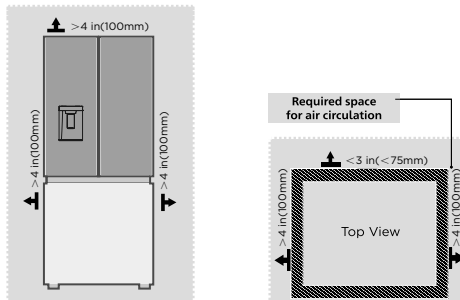 >4 in(100mm)
>4 in(100mm)
>4 in(100mm)
Required space
for air circulation
<3 in(<75mm)
>4 in(100mm)
Top View
>4 in(100mm)